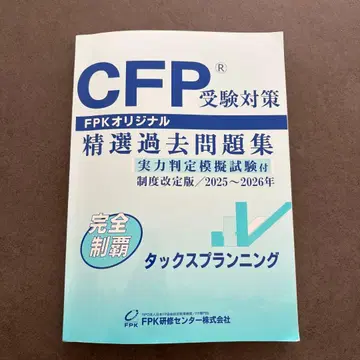 CFP® 受験対策
FPKオリジナル
精選過去問題集
実力判定模擬試験付
制度改定版/2025~2026年
完全
制覇
タックスプランニング
FPK
FPK研修センター株式会社